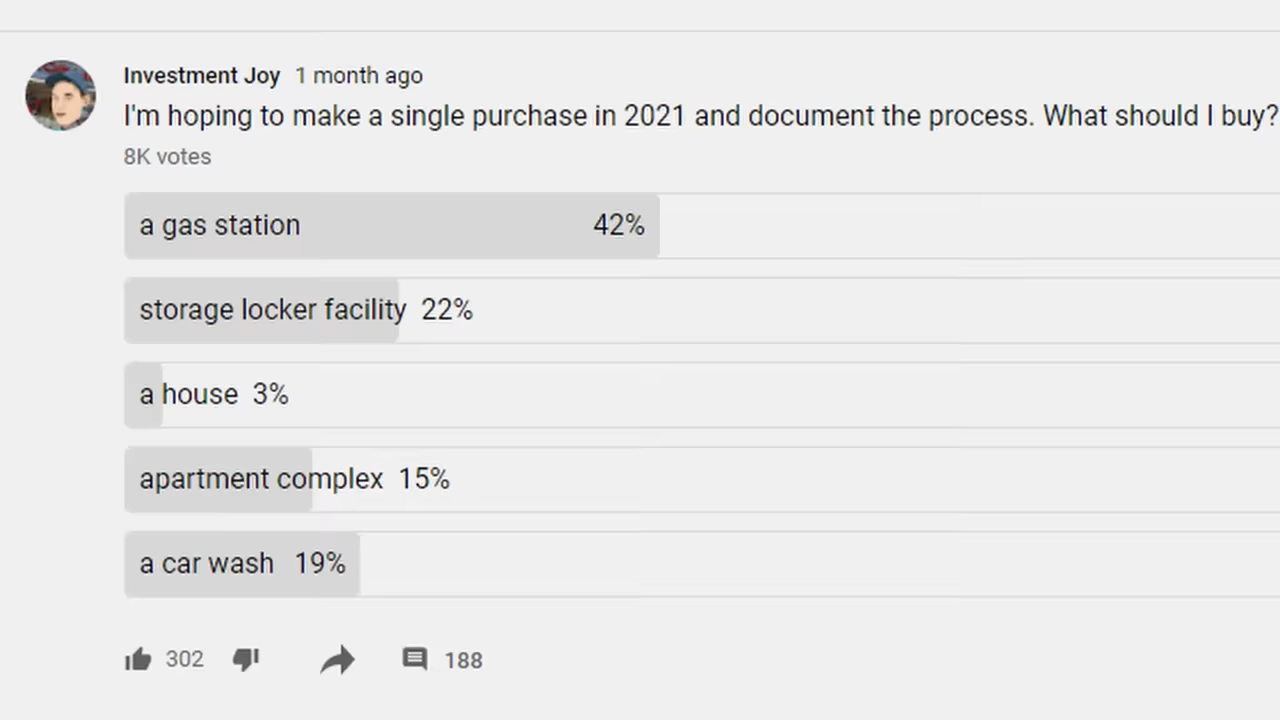 Investment Joy 1 month ago
I'm hoping to make a single purchase in 2021 and document the process. What should I buy?
8K votes
a gas station 42%
storage locker facility 22%
a house 3%
apartment complex 15%
a car wash 19%
302 188